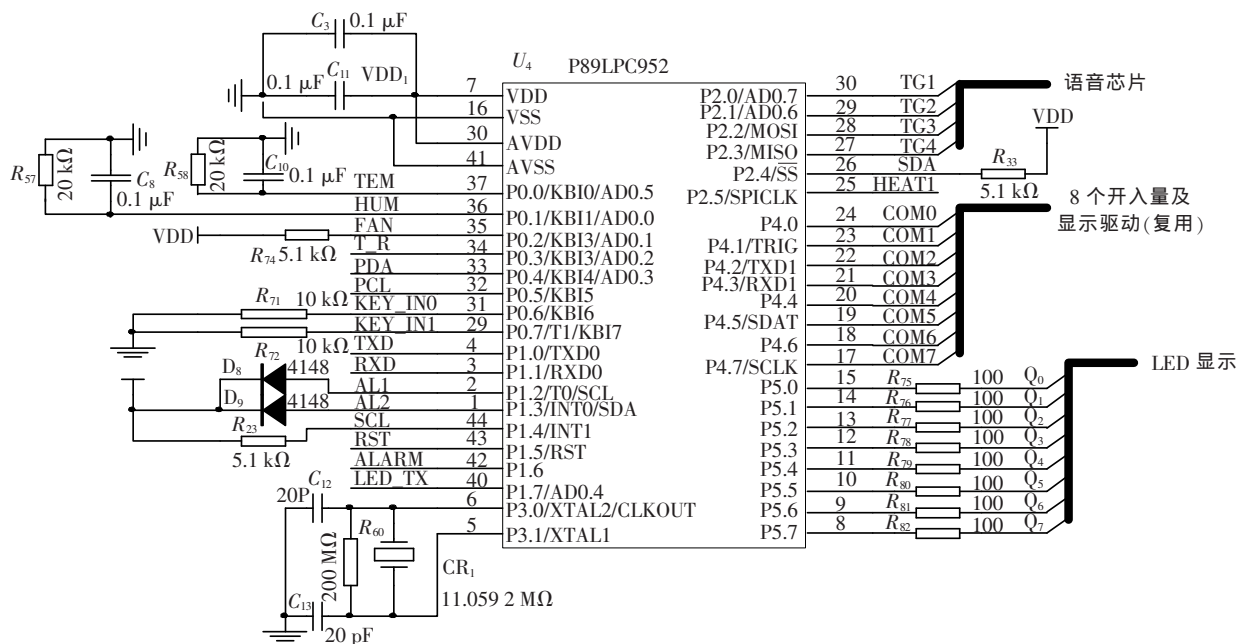 C3 0.1 μF
U4 P89LPC952
0.1 μF C11 VDD1
7 VDD
16 VSS
30 AVDD
41 AVSS
R57 20 kΩ
C8 0.1 μF
R58 20 kΩ
C10 0.1 μF
TEM 37 P0.0/KBI0/AD0.5
HUM 36 P0.1/KBI1/AD0.0
VDD R74 5.1 kΩ FAN 35 P0.2/KBI3/AD0.1
T_R 34 P0.3/KBI3/AD0.2
PDA 33 P0.4/KBI4/AD0.3
PCL 32 P0.5/KBI5
R71 10 kΩ KEY_IN0 31 P0.6/KBI6
R72 10 kΩ KEY_IN1 29 P0.7/T1/KBI7
TXD 4 P1.0/TXD0
RXD 3 P1.1/RXD0
D8 4148 AL1 2 P1.2/T0/SCL
D9 4148 AL2 1 P1.3/INT0/SDA
R23 5.1 kΩ SCL 44 P1.4/INT1
RST 43 P1.5/RST
ALARM 42 P1.6
LED_TX 40 P1.7/AD0.4
C12 20P 6 P3.0/XTAL2/CLKOUT
5 P3.1/XTAL1
R60 200 MΩ
CR1
11.059 2 MΩ
C13 20 pF
P2.0/AD0.7 30 TG1
P2.1/AD0.6 29 TG2
P2.2/MOSI 28 TG3
P2.3/MISO 27 TG4
语音芯片
P2.4/SS 26 SDA R33 5.1 kΩ VDD
P2.5/SPICLK 25 HEAT1
P4.0 24 COM0
P4.1/TRIG 23 COM1
P4.2/TXD1 22 COM2
P4.3/RXD1 21 COM3
P4.4 20 COM4
P4.5/SDAT 19 COM5
P4.6 18 COM6
P4.7/SCLK 17 COM7
8 个开入量及
显示驱动(复用)
P5.0 15 R75 100 Q0
P5.1 14 R76 100 Q1
P5.2 13 R77 100 Q2
P5.3 12 R78 100 Q3
P5.4 11 R79 100 Q4
P5.5 10 R80 100 Q5
P5.6 9 R81 100 Q6
P5.7 8 R82 100 Q7
LED 显示